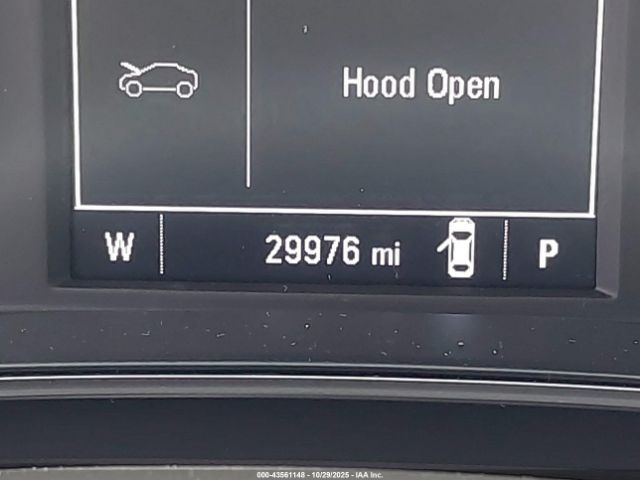 Hood Open
W 29976 mi P
000-43561148 - 10/29/2025 - IAA Inc.